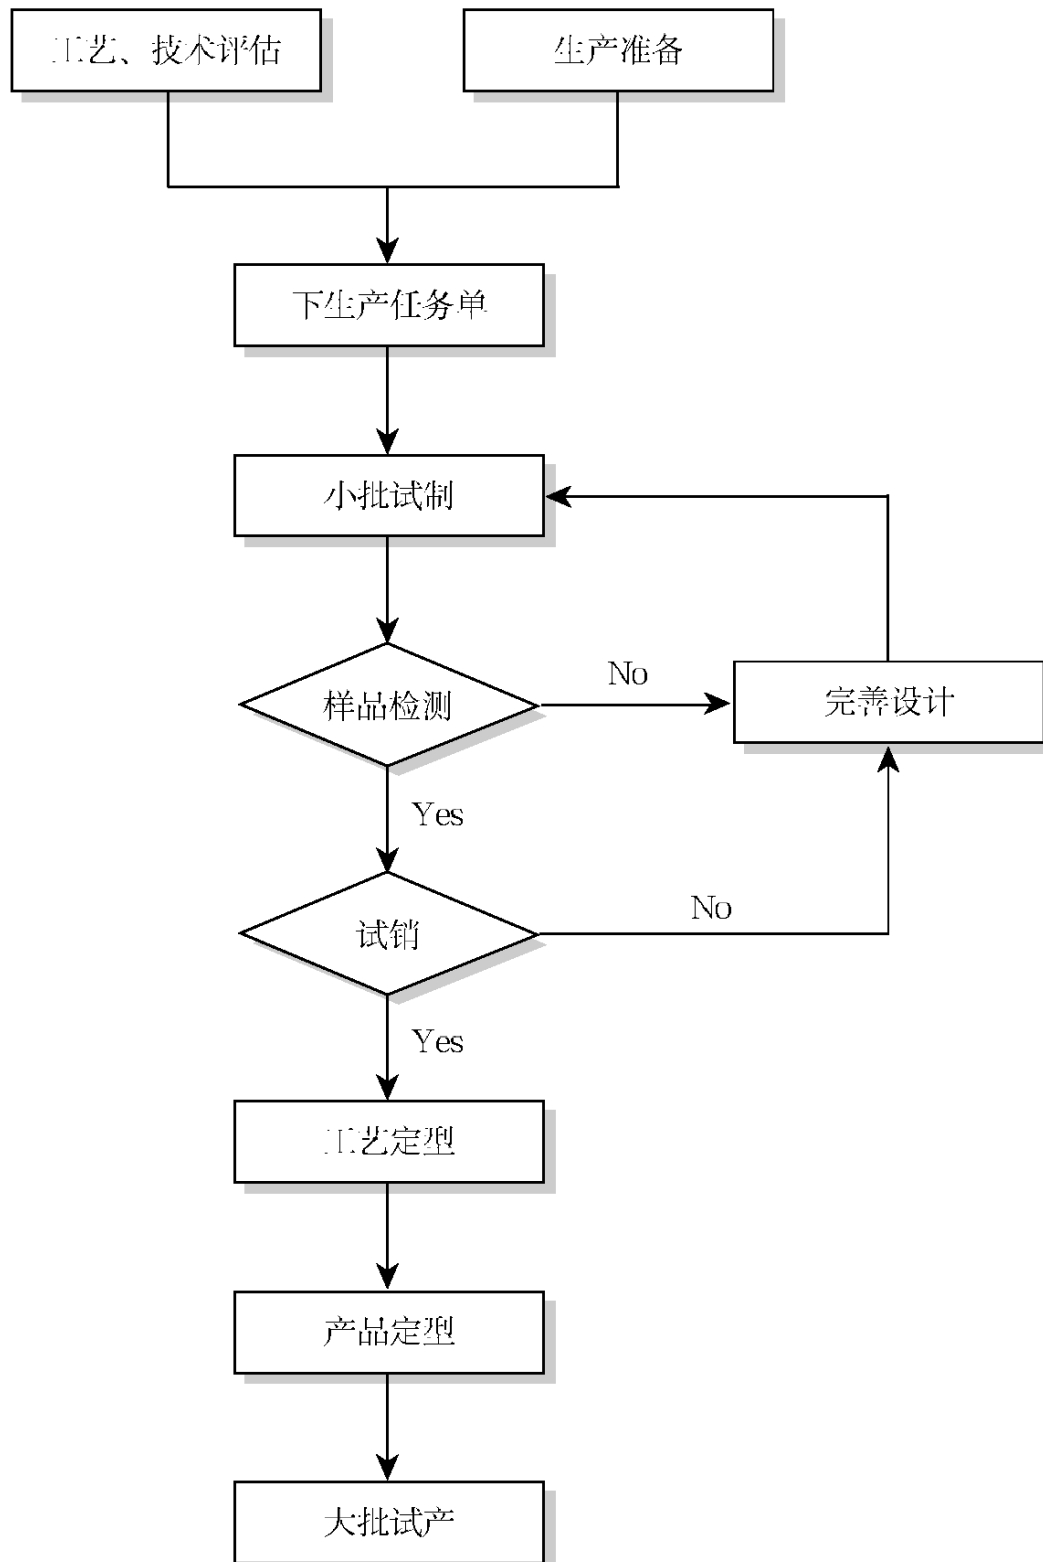 工艺、技术评估
生产准备
下生产任务单
小批试制
No
样品检测
完善设计
Yes
No
试销
Yes
工艺定型
产品定型
大批试产